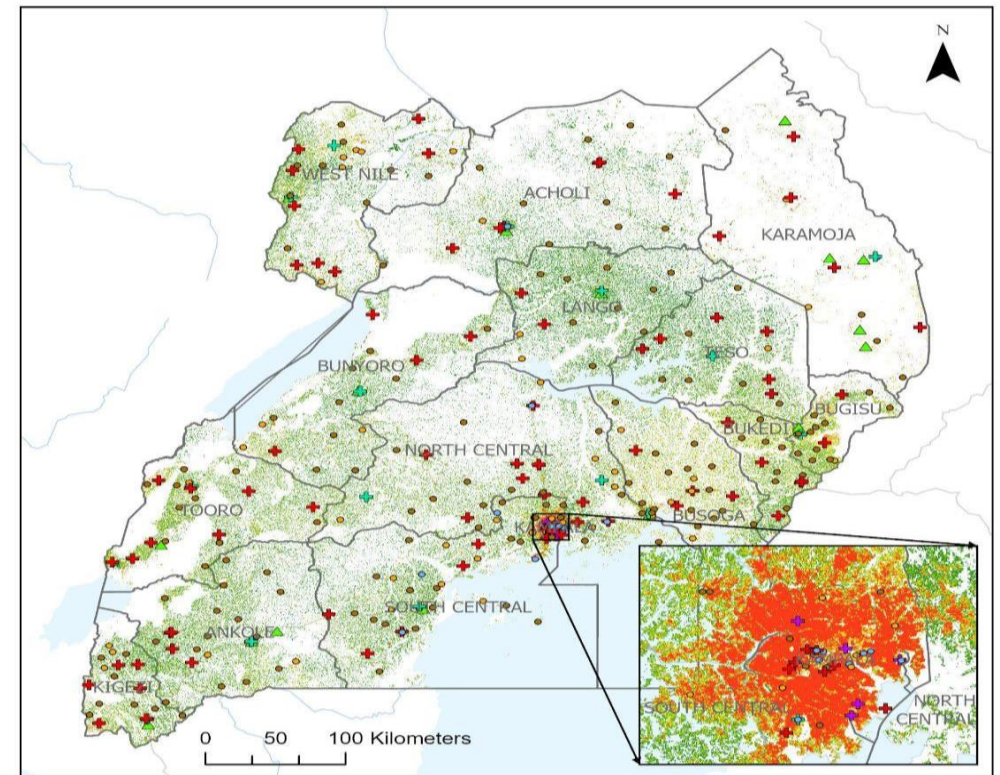 N
WEST NILE
ACHOLI
KARAMOJA
LANGO
TESO
BUNYORO
BUGISU
BUKEDI
NORTH CENTRAL
TOORO
BUSOGA
SOUTH CENTRAL
ANKOLE
KIGEZI
SOUTH CENTRAL
NORTH
CENTRAL
0 50 100 Kilometers